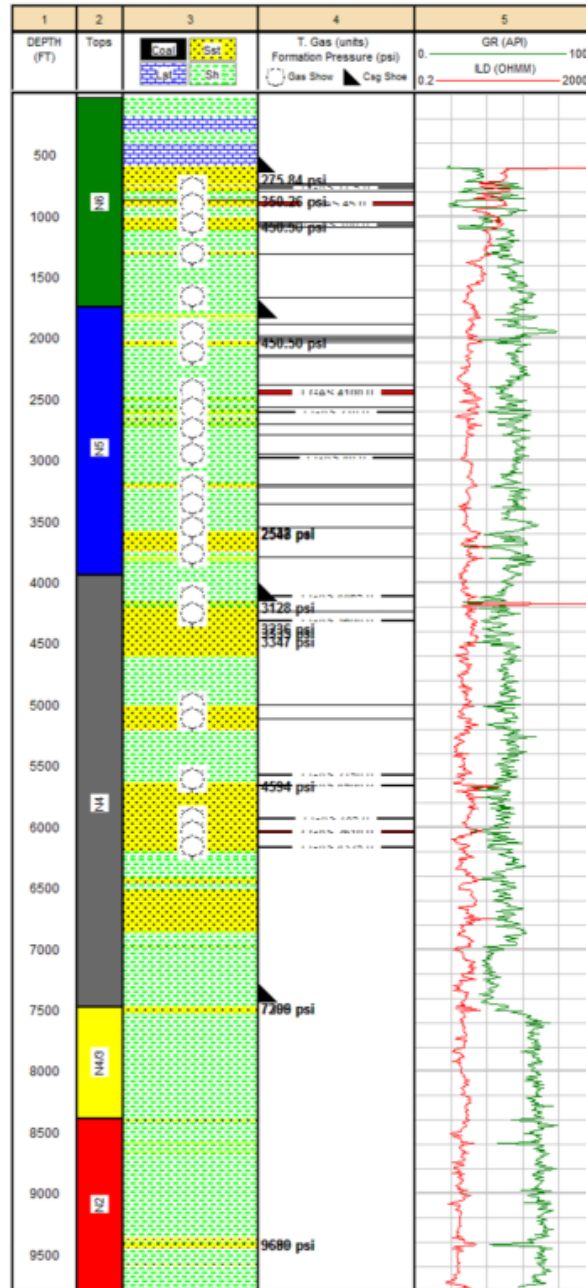 1 2 3 4 5
DEPTH (FT)
Tops
Coal Sst
Lst Sh
T. Gas (units)
Formation Pressure (psi)
Gas Show Csg Shoe
GR (API)
0. 100
ILD (OHMM)
0.2 2000
500
1000
1500
2000
2500
3000
3500
4000
4500
5000
5500
6000
6500
7000
7500
8000
8500
9000
9500
N6
N5
N4
N4/3
N2
275.84 psi
350.26 psi
450.50 psi
450.50 psi
psi
3128 psi
3236 psi
3347 psi
4594 psi
psi
9680 psi